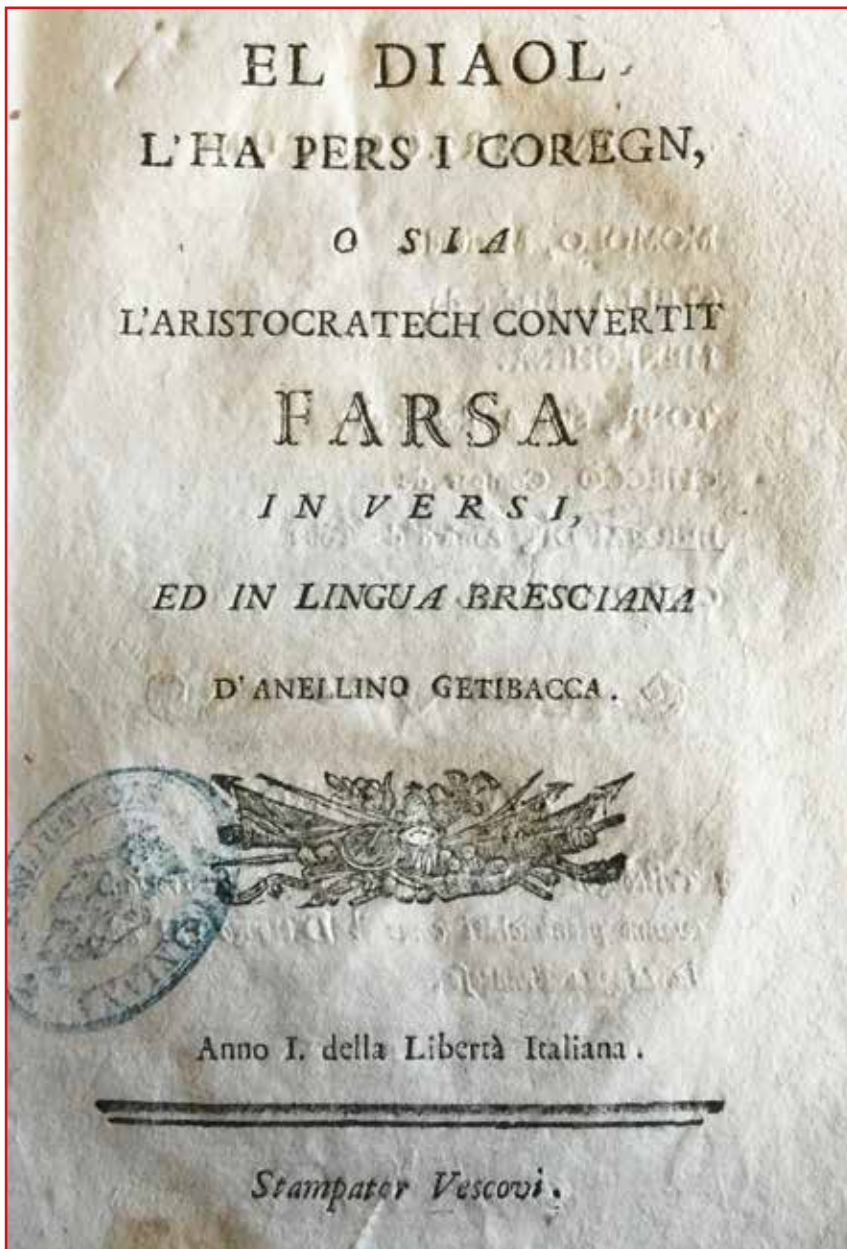 EL DIAOL
L'HA PERS I COREGN,
O SIA
L'ARISTOCRATECH CONVERTIT
FARSA
IN VERSI,
ED IN LINGUA BRESCIANA
D'ANELLINO GETIBACCA.
Anno I. della Libertà Italiana.
Stampator Vescovi.